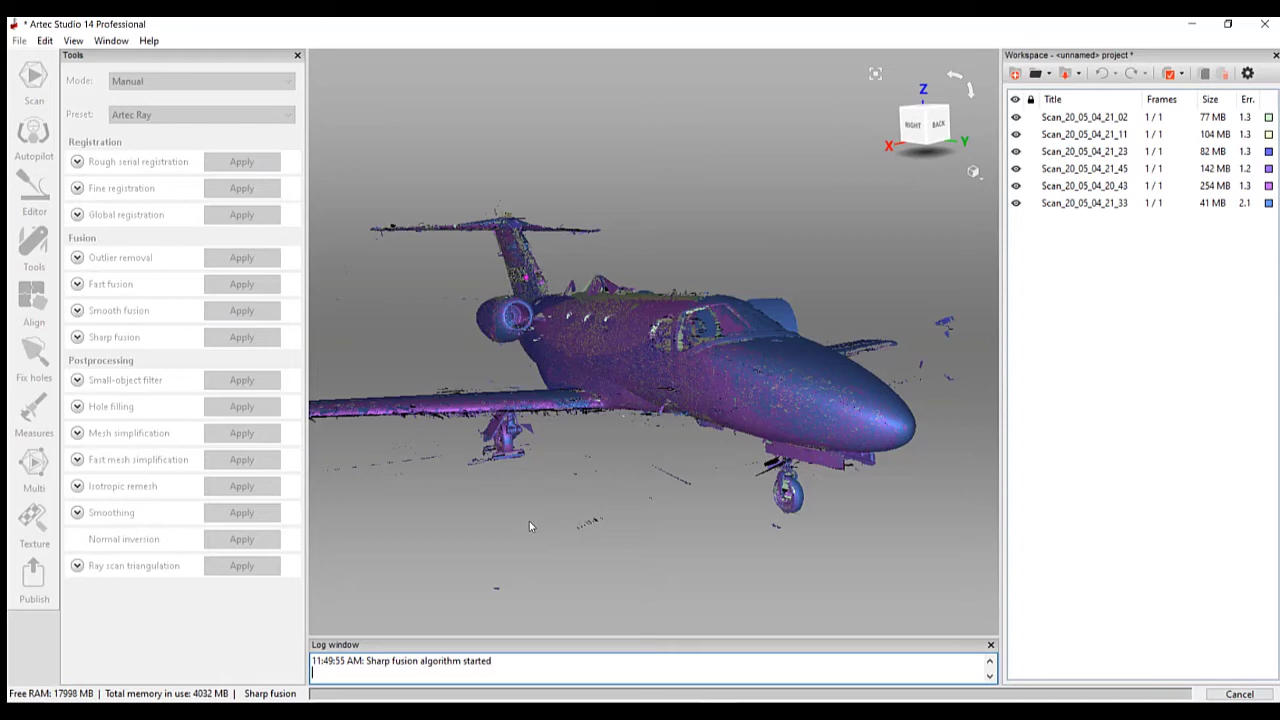 * Artec Studio 14 Professional
File Edit View Window Help
Tools
Mode: Manual
Preset: Artec Ray
Scan
Autopilot
Editor
Tools
Align
Fix holes
Measures
Multi
Texture
Publish
Registration
Rough serial registration Apply
Fine registration Apply
Global registration Apply
Fusion
Outlier removal Apply
Fast fusion Apply
Smooth fusion Apply
Sharp fusion Apply
Postprocessing
Small-object filter Apply
Hole filling Apply
Mesh simplification Apply
Fast mesh simplification Apply
Isotropic remesh Apply
Smoothing Apply
Normal inversion Apply
Ray scan triangulation Apply
Z
RIGHT BACK
X Y
Workspace - <unnamed> project *
Title Frames Size Err.
Scan_20_05_04_21_02 1 / 1 77 MB 1.3
Scan_20_05_04_21_11 1 / 1 104 MB 1.3
Scan_20_05_04_21_23 1 / 1 82 MB 1.3
Scan_20_05_04_21_45 1 / 1 142 MB 1.2
Scan_20_05_04_20_43 1 / 1 254 MB 1.3
Scan_20_05_04_21_33 1 / 1 41 MB 2.1
Log window
11:49:55 AM: Sharp fusion algorithm started
Free RAM: 17998 MB | Total memory in use: 4032 MB | Sharp fusion
Cancel